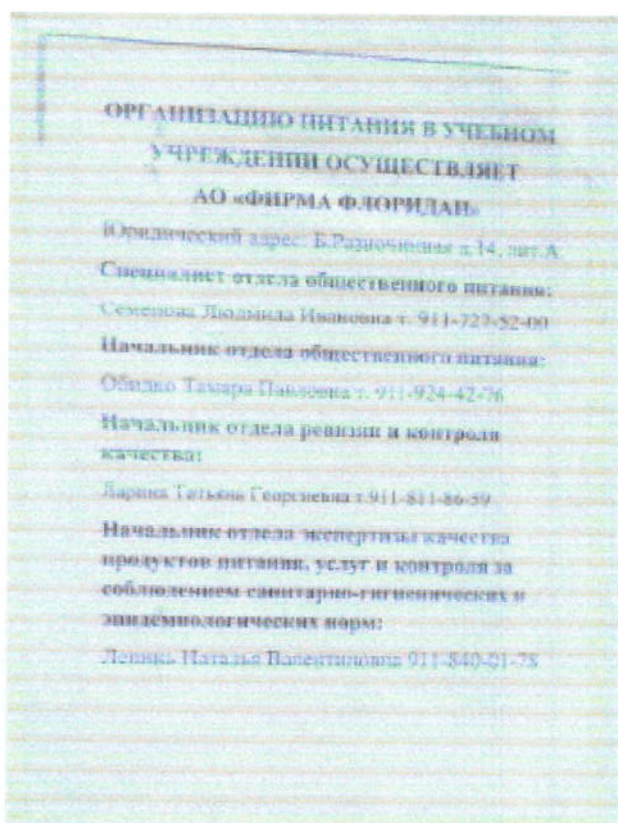 ОРГАНИЗАЦИЮ ПИТАНИЯ В УЧЕБНОМ
УЧРЕЖДЕНИИ ОСУЩЕСТВЛЯЕТ
АО «ФИРМА ФЛОРИДАН»
Юридический адрес: Б.Разночинная д.14, лит.А
Специалист отдела общественного питания:
Семенова Людмила Ивановна т. 911-727-52-00
Начальник отдела общественного питания:
Тамара Павловна т. 911-924-42-76
Начальник отдела ревизии и контроля
качества:
Ларина Татьяна Георгиевна т.911-811-86-59
Начальник отдела экспертизы качества
продуктов питания, услуг и контроля за
соблюдением санитарно-гигиенических и
эпидемиологических норм:
Наталья Валентиновна 911-840-01-78